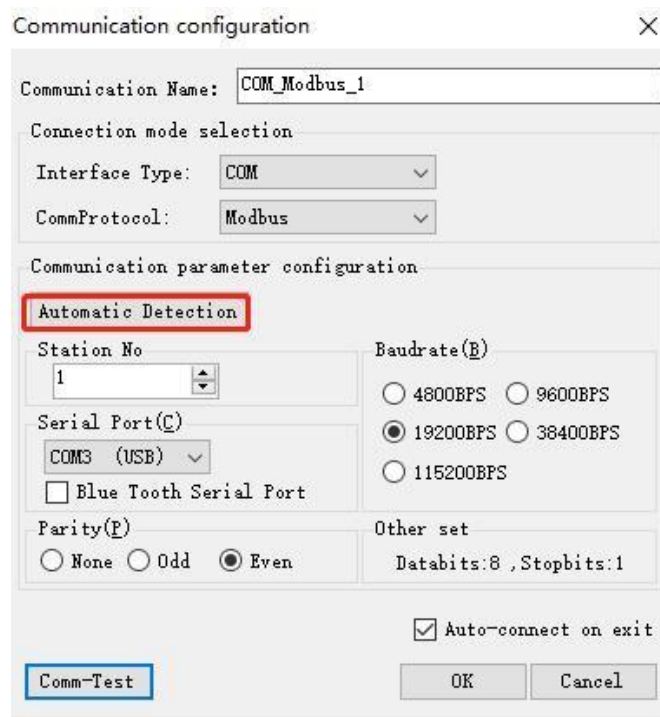 Communication configuration
Communication Name: COM_Modbus_1
Connection mode selection
Interface Type: COM
CommProtocol: Modbus
Communication parameter configuration
Automatic Detection
Station No
1
Serial Port(C)
COM3 (USB)
Blue Tooth Serial Port
Baudrate(B)
4800BPS 9600BPS
19200BPS 38400BPS
115200BPS
Parity(P)
None Odd Even
Other set
Databits:8 ,Stopbits:1
Auto-connect on exit
Comm-Test OK Cancel